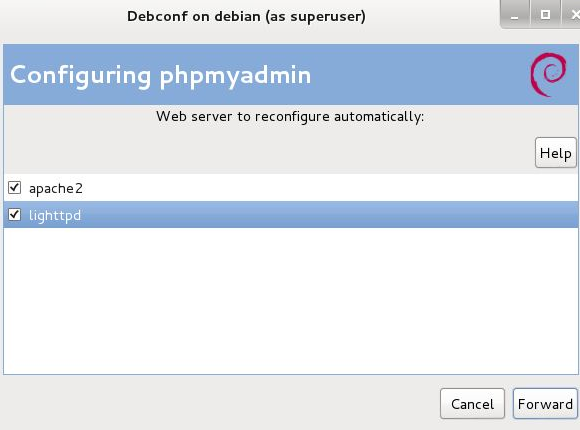 Debconf on debian (as superuser)
Configuring phpmyadmin
Web server to reconfigure automatically:
Help
apache2
lighttpd
Cancel Forward